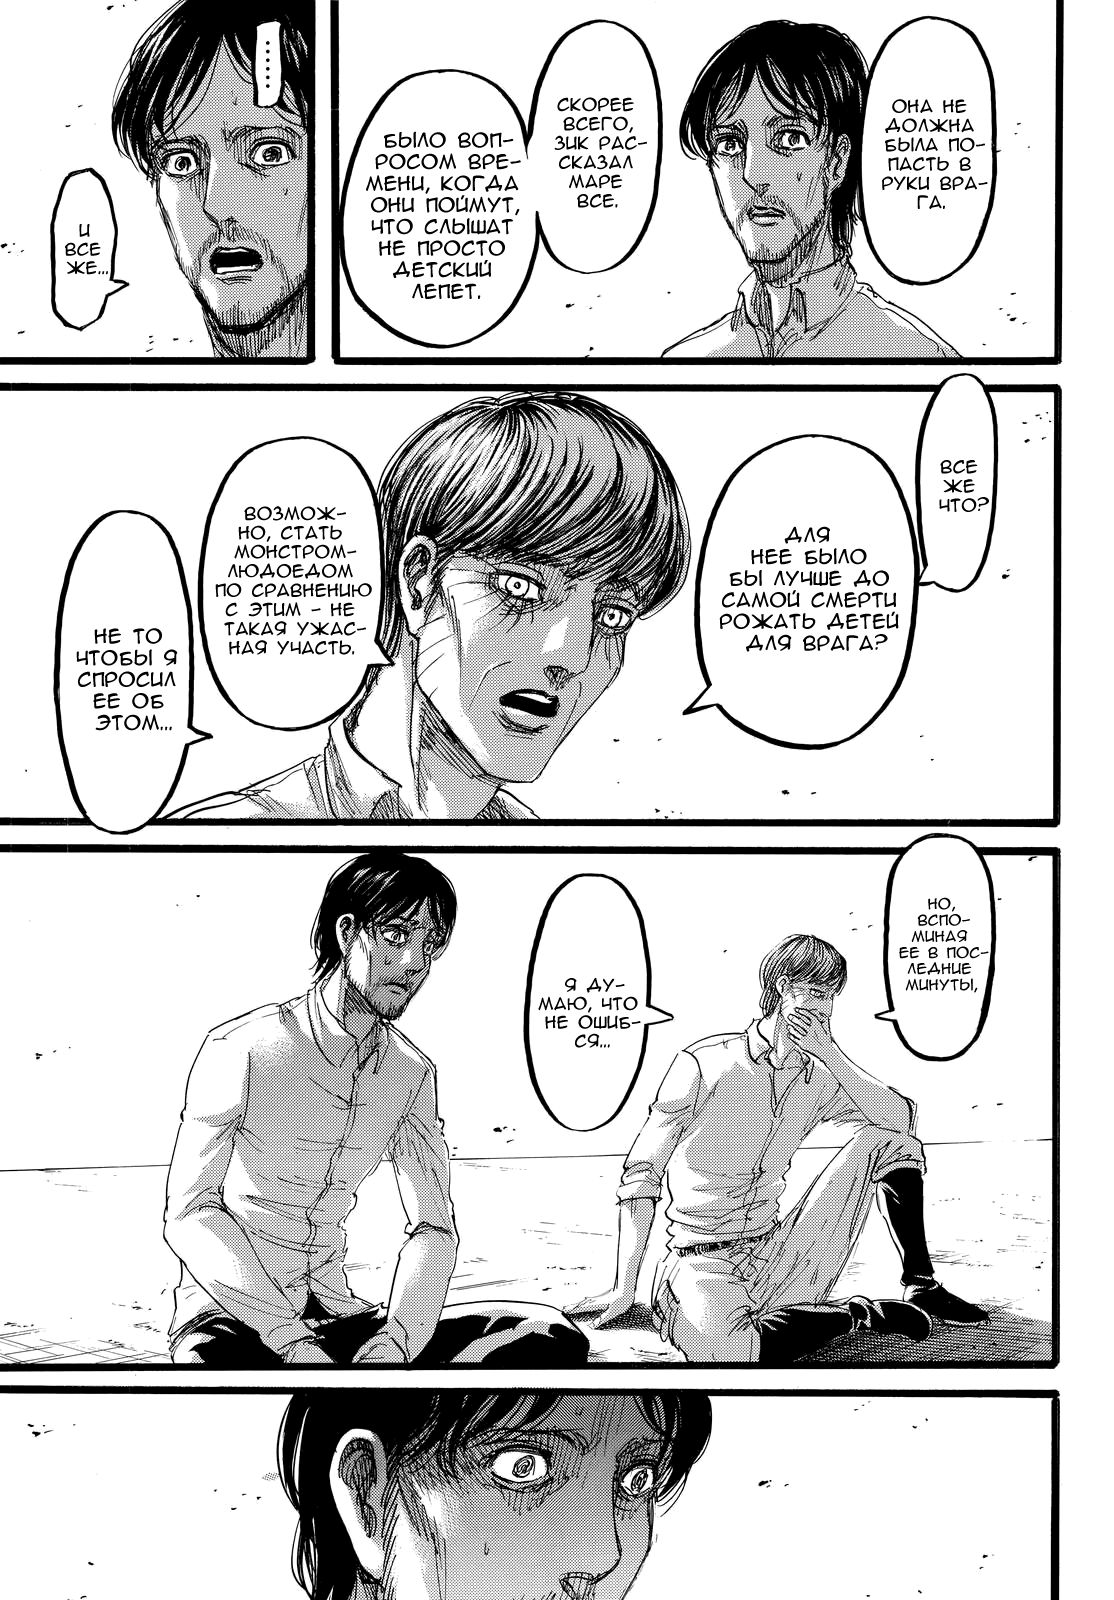 ОНА НЕ
ДОЛЖНА
БЫЛА ПО-
ПАСТЬ В
РУКИ ВРА-
ГА.
СКОРЕЕ
ВСЕГО,
ЗИК РАС-
СКАЗАЛ
МАРЕ
ВСЕ.
БЫЛО ВОП-
РОСОМ ВРЕ-
МЕНИ, КОГДА
ОНИ ПОЙМУТ,
ЧТО СЛЫШАТ
НЕ ПРОСТО
ДЕТСКИЙ
ЛЕПЕТ.
......
И
ВСЕ
ЖЕ...
ВСЕ
ЖЕ
ЧТО?
ДЛЯ
НЕЕ БЫЛО
БЫ ЛУЧШЕ ДО
САМОЙ СМЕРТИ
РОЖАТЬ ДЕТЕЙ
ДЛЯ ВРАГА?
ВОЗМОЖ-
НО, СТАТЬ
МОНСТРОМ-
ЛЮДОЕДОМ
ПО СРАВНЕНИЮ
С ЭТИМ - НЕ
ТАКАЯ УЖАС-
НАЯ УЧАСТЬ.
НЕ ТО
ЧТОБЫ Я
СПРОСИЛ
ЕЕ ОБ
ЭТОМ...
НО,
ВСПО-
МИНАЯ
ЕЕ В ПОС-
ЛЕДНИЕ
МИНУТЫ,
Я ДУ-
МАЮ, ЧТО
НЕ ОШИБ-
СЯ...